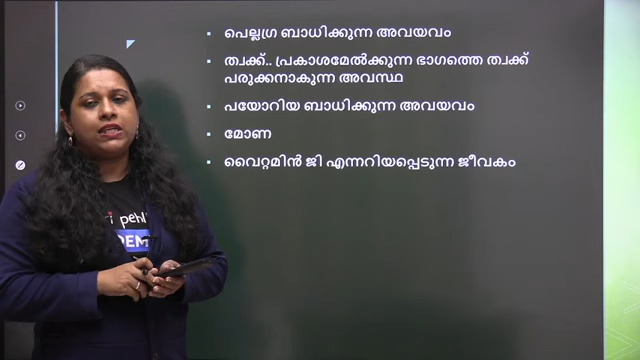 പെല്ലഗ്ര ബാധിക്കുന്ന അവയവം
ത്വക്ക്.. പ്രകാശമേൽക്കുന്ന ഭാഗത്തെ ത്വക്ക്
പരുക്കനാകുന്ന അവസ്ഥ
പയോറിയ ബാധിക്കുന്ന അവയവം
മോണ
വൈറ്റമിൻ ജി എന്നറിയപ്പെടുന്ന ജീവകം